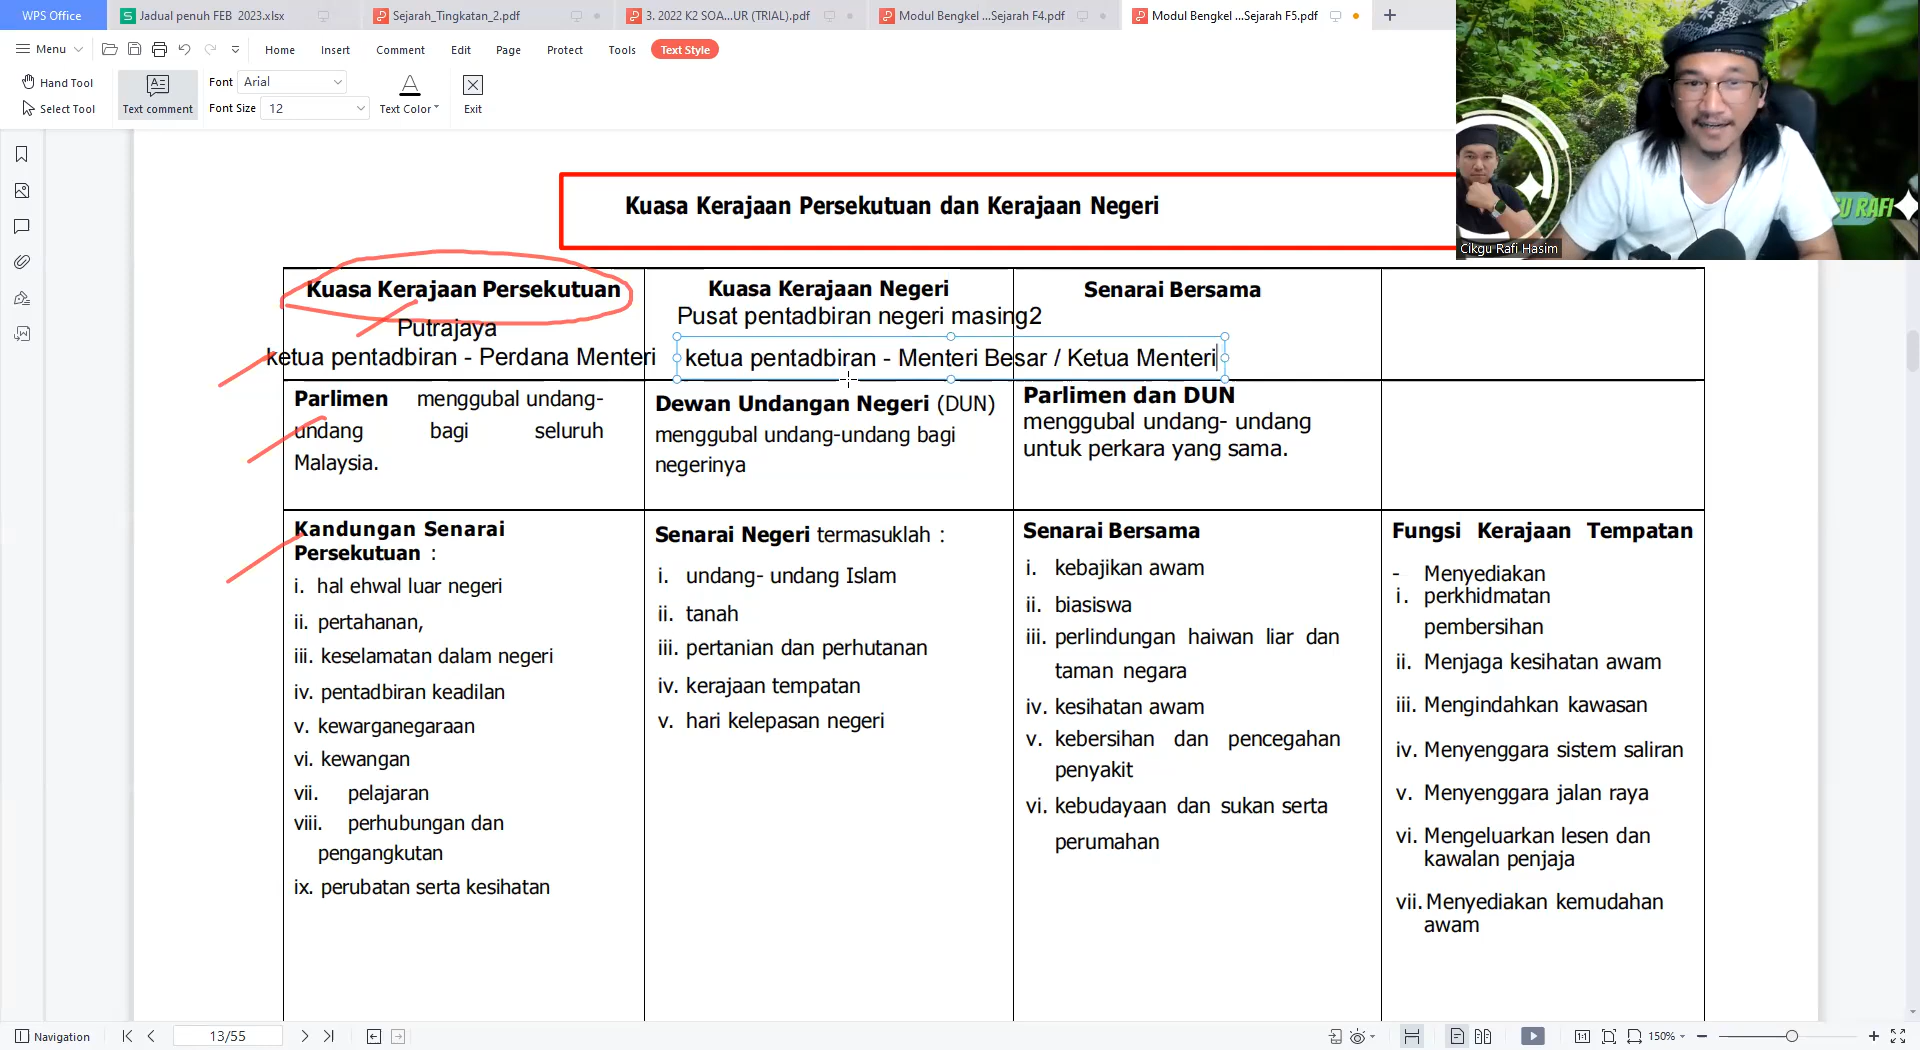 WPS Office
Jadual penuh FEB 2023.xlsx
Sejarah_Tingkatan_2.pdf
3. 2022 K2 SOA...UR (TRIAL).pdf
Modul Bengkel ...Sejarah F4.pdf
Modul Bengkel ...Sejarah F5.pdf
Menu
Home
Insert
Comment
Edit
Page
Protect
Tools
Text Style
Hand Tool
Select Tool
Text comment
Font Arial
Font Size 12
Text Color
Exit
U RAFI
Cikgu Rafi Hasim
Kuasa Kerajaan Persekutuan dan Kerajaan Negeri
Kuasa Kerajaan Persekutuan
Putrajaya
ketua pentadbiran - Perdana Menteri
Kuasa Kerajaan Negeri
Pusat pentadbiran negeri masing2
ketua pentadbiran - Menteri Besar / Ketua Menteri
Senarai Bersama
Parlimen menggubal undang-
undang bagi seluruh
Malaysia.
Dewan Undangan Negeri (DUN)
menggubal undang-undang bagi
negerinya
Parlimen dan DUN
menggubal undang- undang
untuk perkara yang sama.
Kandungan Senarai
Persekutuan :
i. hal ehwal luar negeri
ii. pertahanan,
iii. keselamatan dalam negeri
iv. pentadbiran keadilan
v. kewarganegaraan
vi. kewangan
vii. pelajaran
viii. perhubungan dan
pengangkutan
ix. perubatan serta kesihatan
Senarai Negeri termasuklah :
i. undang- undang Islam
ii. tanah
iii. pertanian dan perhutanan
iv. kerajaan tempatan
v. hari kelepasan negeri
Senarai Bersama
i. kebajikan awam
ii. biasiswa
iii. perlindungan haiwan liar dan
taman negara
iv. kesihatan awam
v. kebersihan dan pencegahan
penyakit
vi. kebudayaan dan sukan serta
perumahan
Fungsi Kerajaan Tempatan
- Menyediakan
i. perkhidmatan
pembersihan
ii. Menjaga kesihatan awam
iii. Mengindahkan kawasan
iv. Menyenggara sistem saliran
v. Menyenggara jalan raya
vi. Mengeluarkan lesen dan
kawalan penjaja
vii. Menyediakan kemudahan
awam
Navigation
13/55
150%